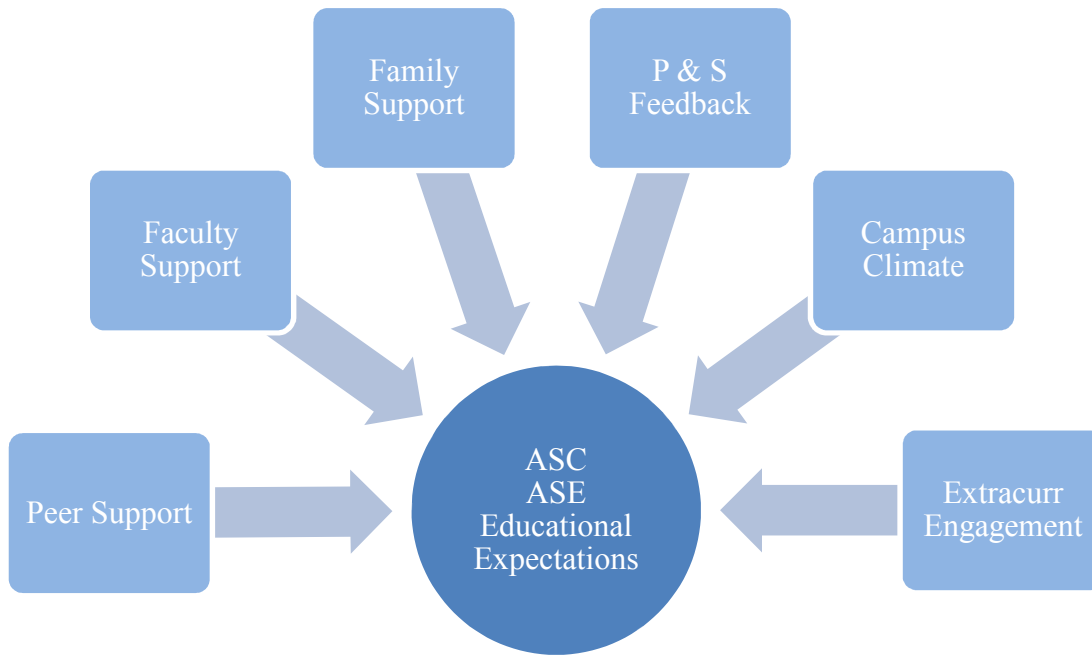 Family
Support
P & S
Feedback
Faculty
Support
Campus
Climate
Peer Support
ASC
ASE
Educational
Expectations
Extracurr
Engagement